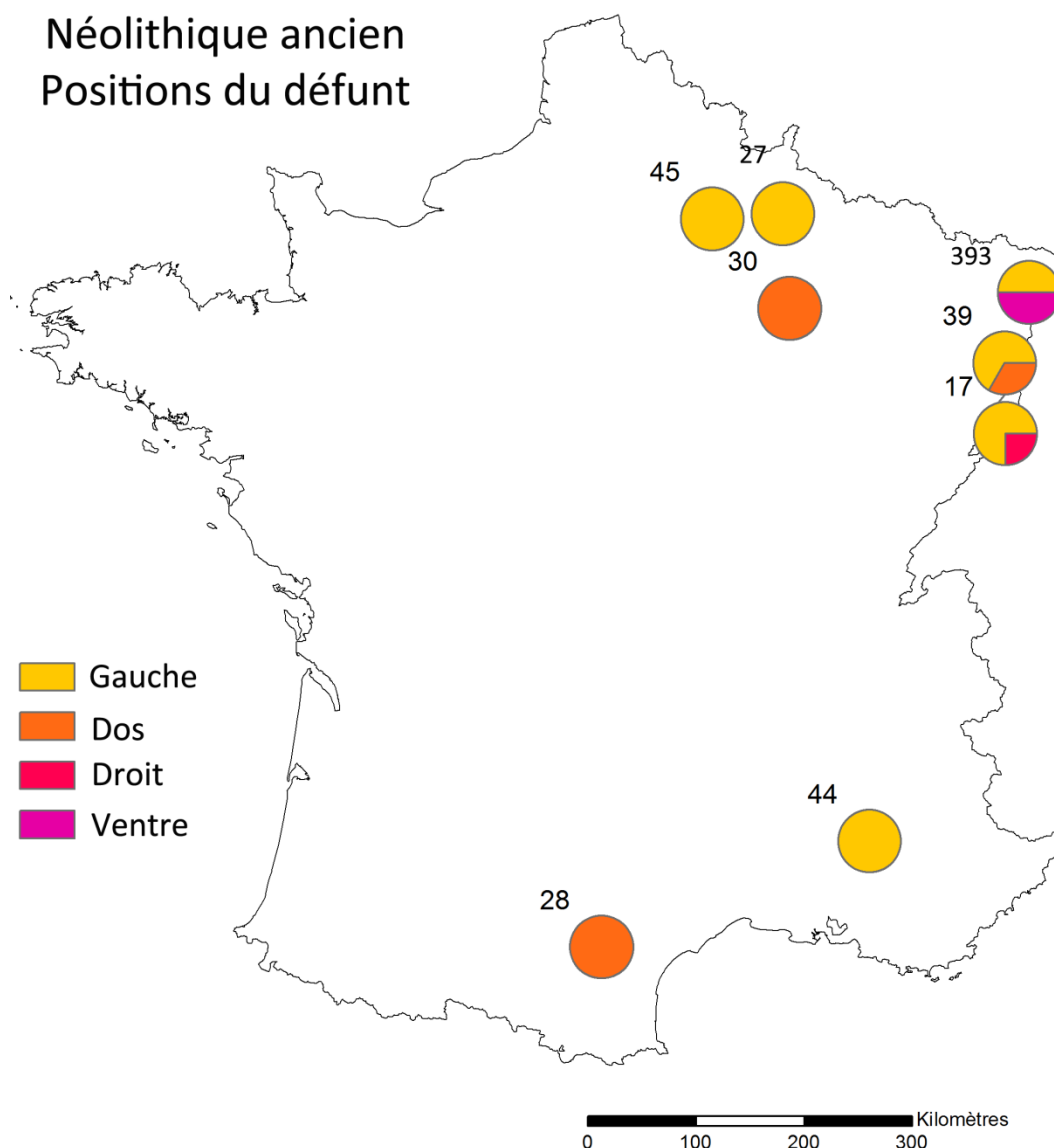 Néolithique ancien
Positions du défunt
27
45
30
393
39
17
Gauche
Dos
Droit
Ventre
44
28
Kilomètres
0 100 200 300